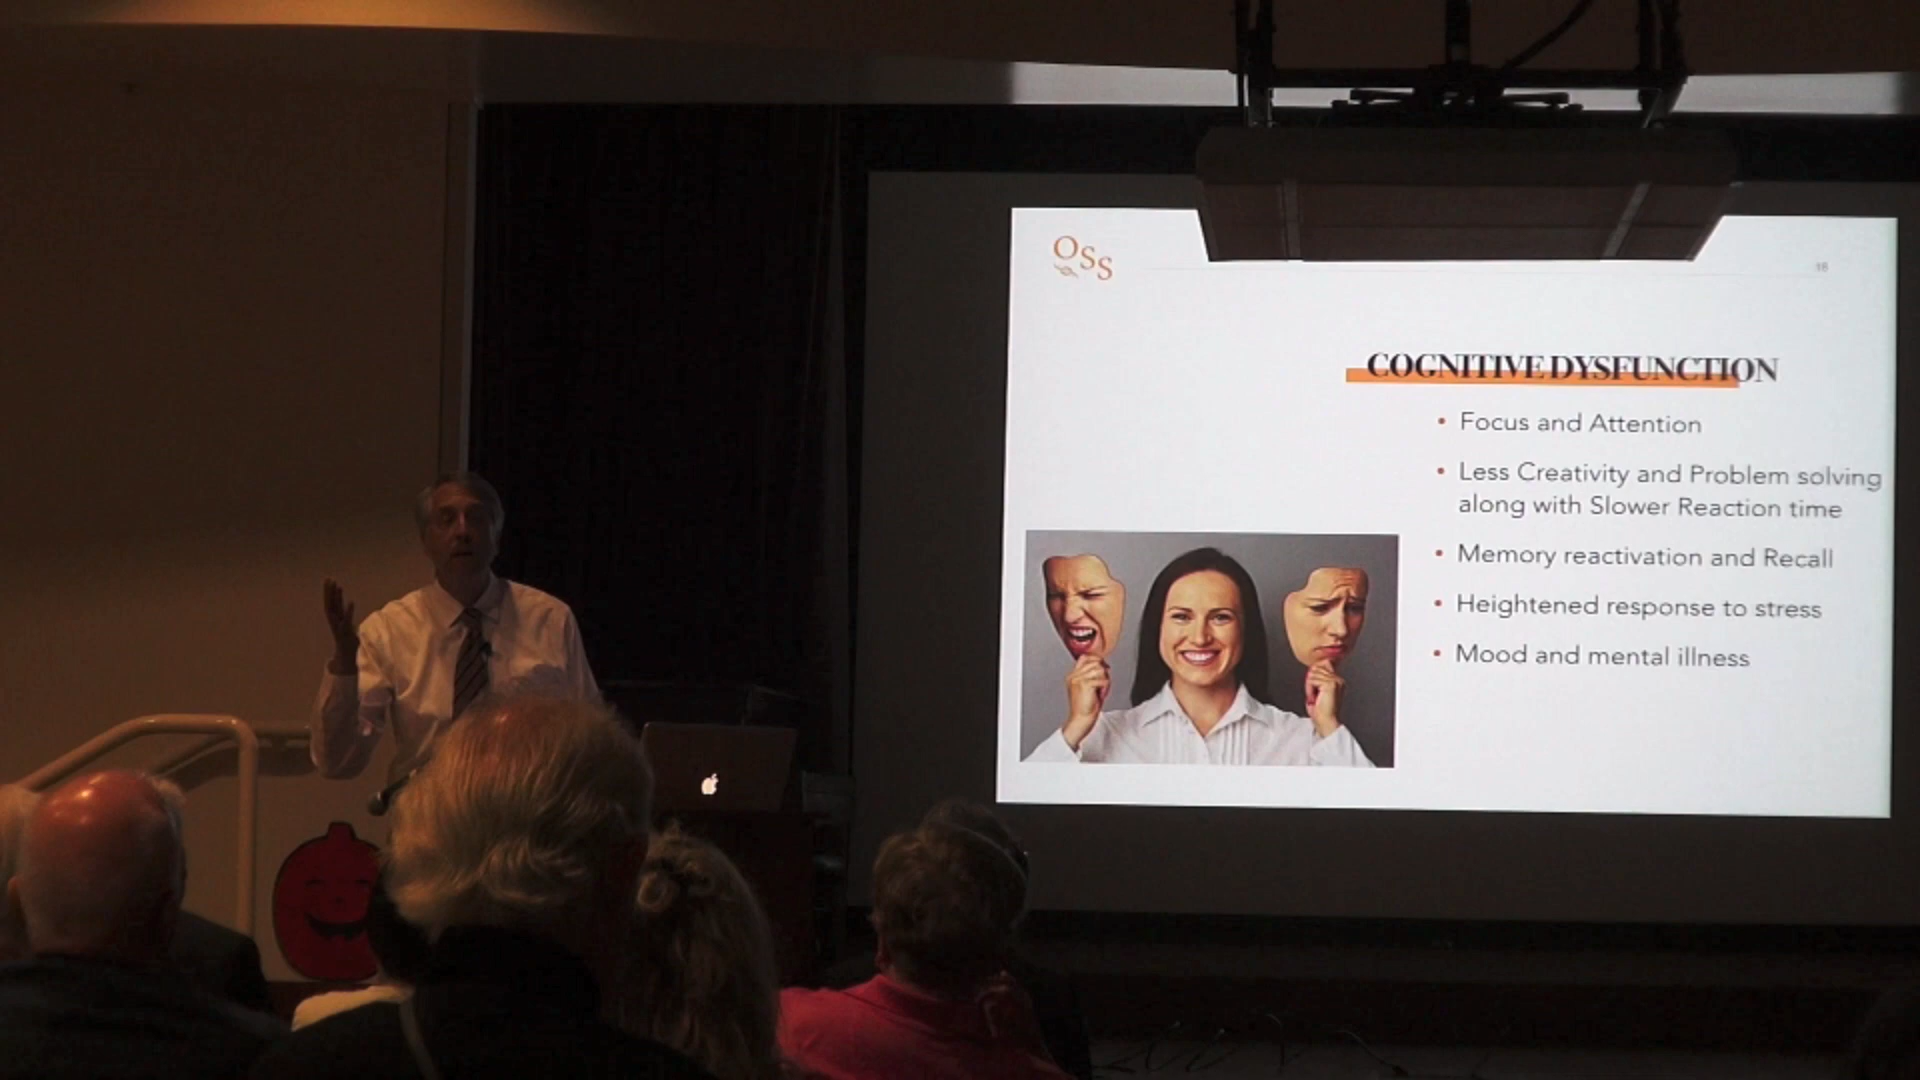 OSS
16
COGNITIVE DYSFUNCTION
• Focus and Attention
• Less Creativity and Problem solving
along with Slower Reaction time
• Memory reactivation and Recall
• Heightened response to stress
• Mood and mental illness